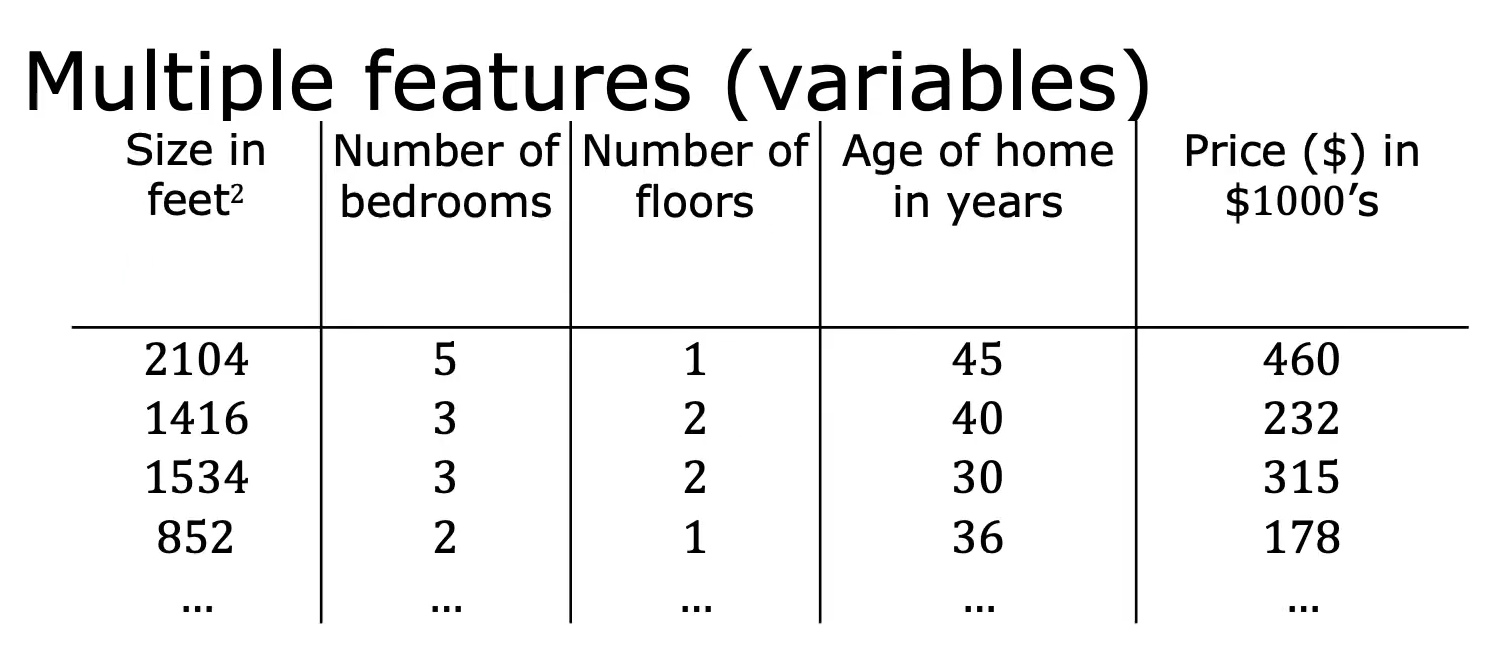 Multiple features (variables)
Size in feet² Number of bedrooms Number of floors Age of home in years Price ($) in $1000’s
2104 5 1 45 460
1416 3 2 40 232
1534 3 2 30 315
852 2 1 36 178
... ... ... ... ...